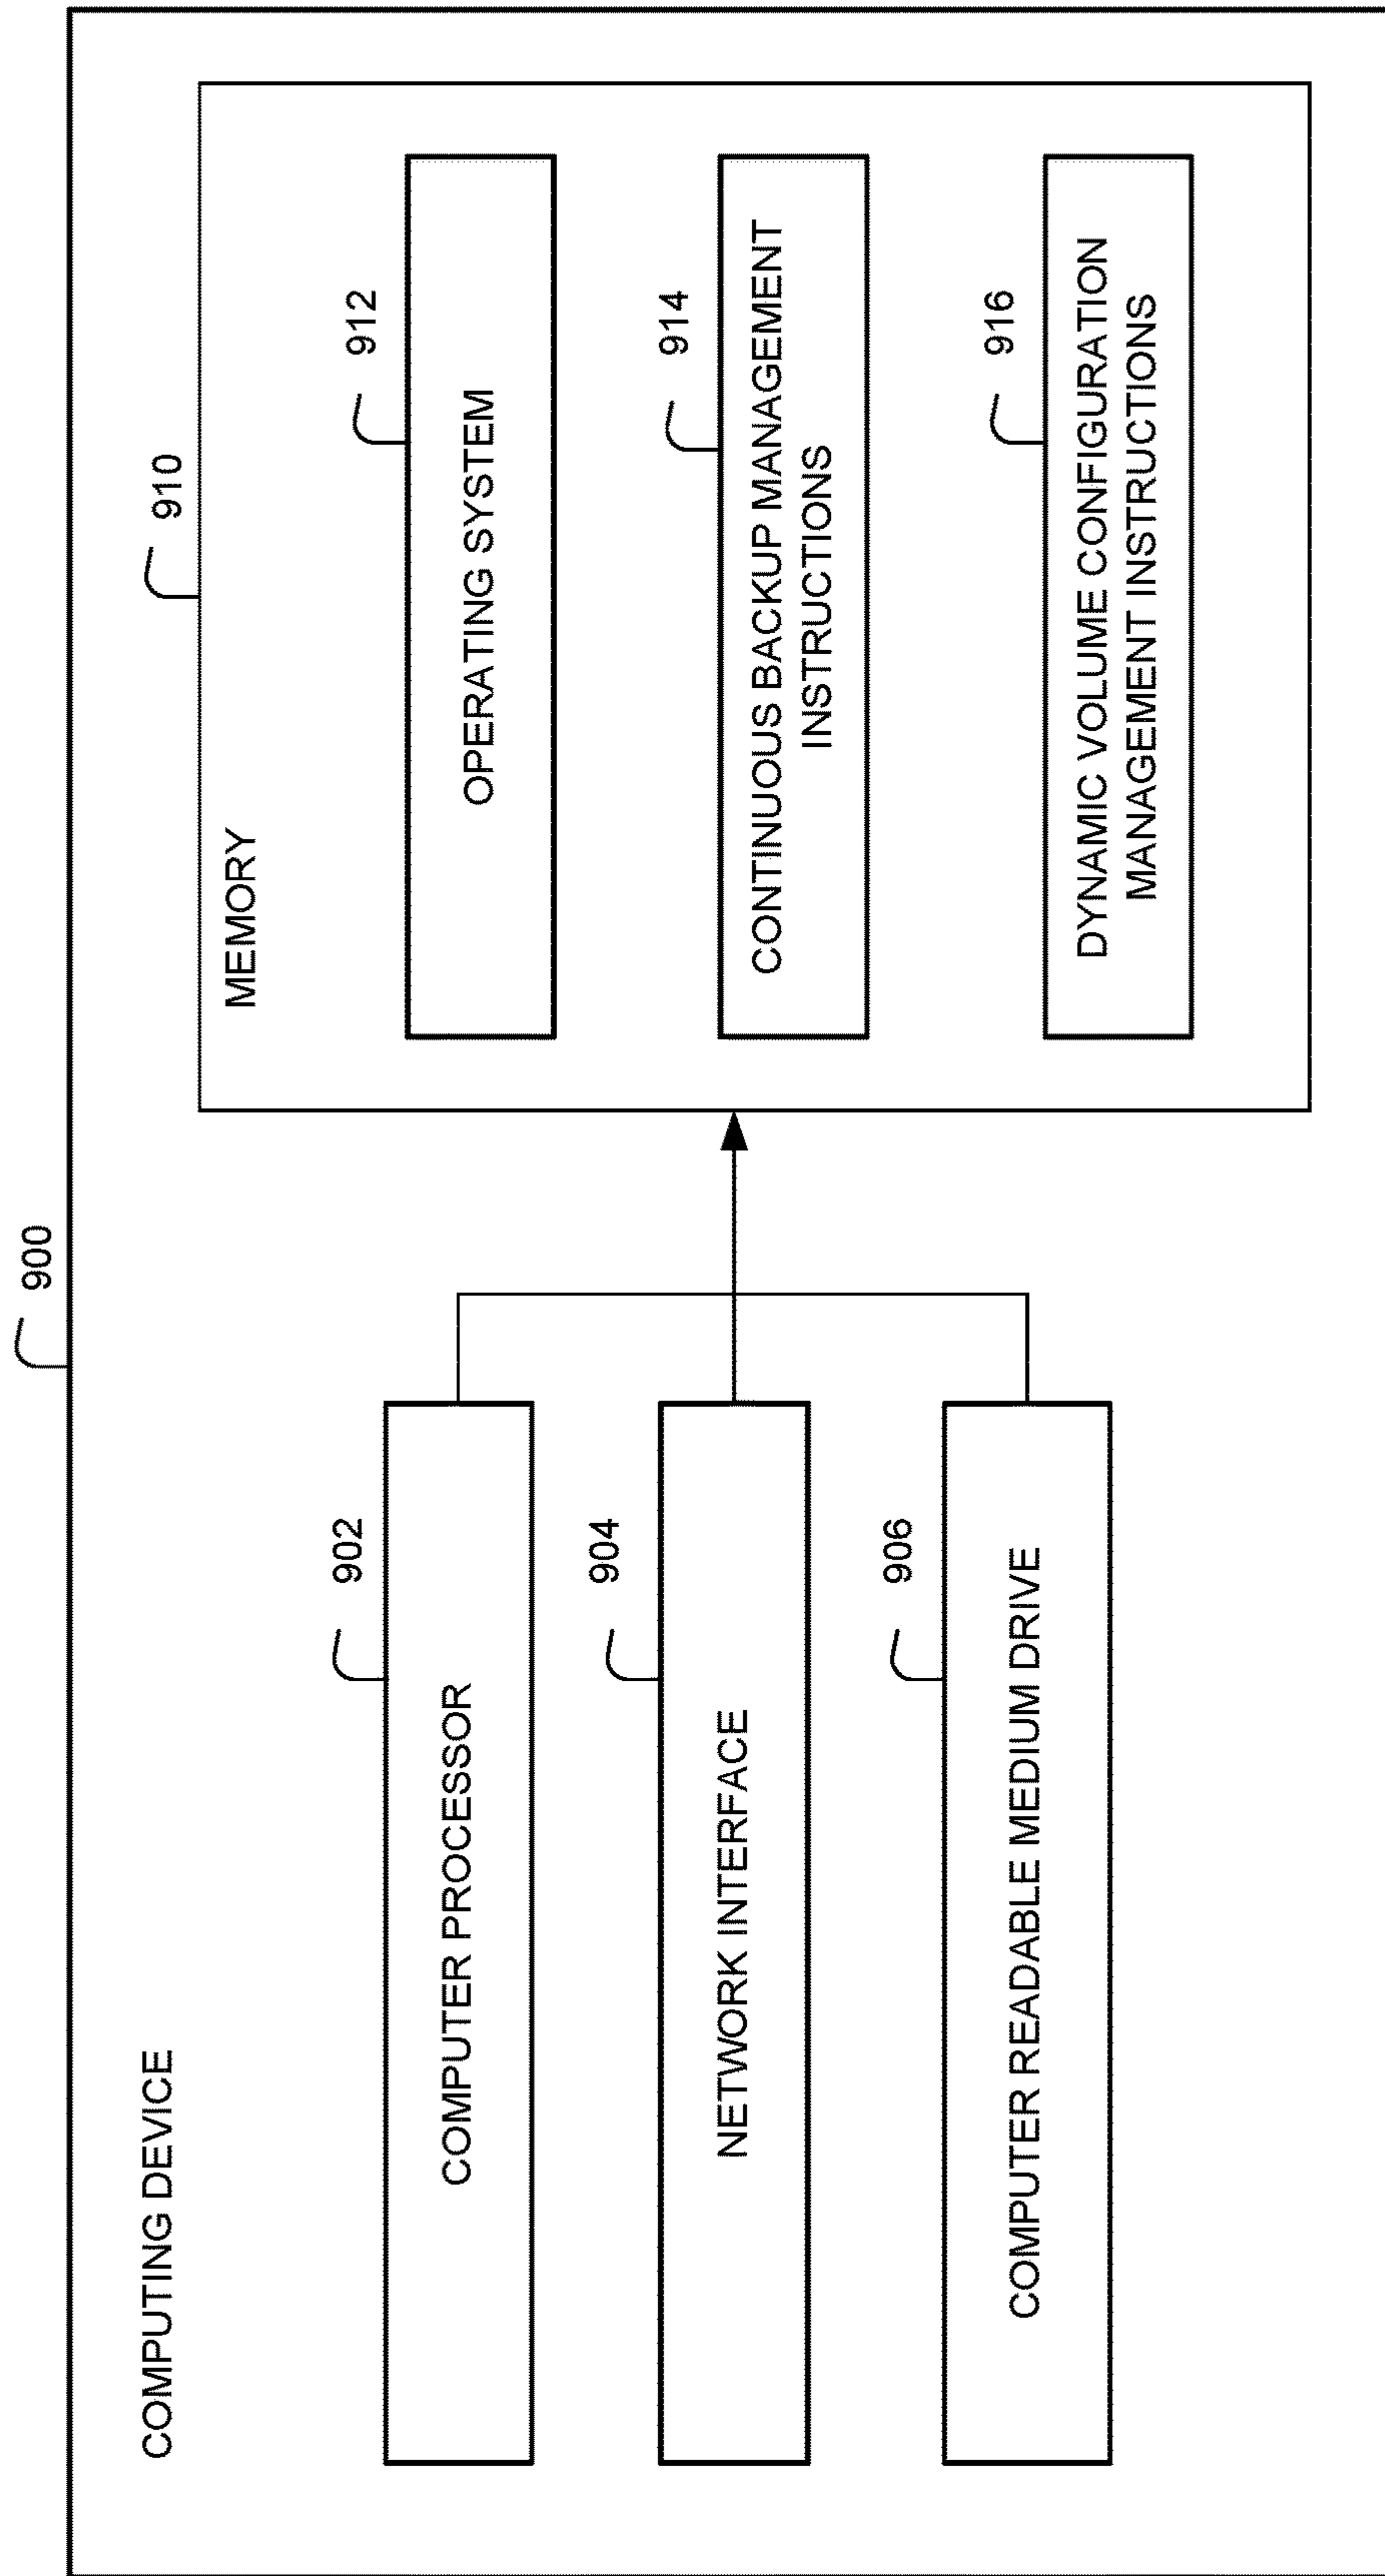 900
COMPUTING DEVICE
902
COMPUTER PROCESSOR
904
NETWORK INTERFACE
906
COMPUTER READABLE MEDIUM DRIVE
910
MEMORY
912
OPERATING SYSTEM
914
CONTINUOUS BACKUP MANAGEMENT
INSTRUCTIONS
916
DYNAMIC VOLUME CONFIGURATION
MANAGEMENT INSTRUCTIONS